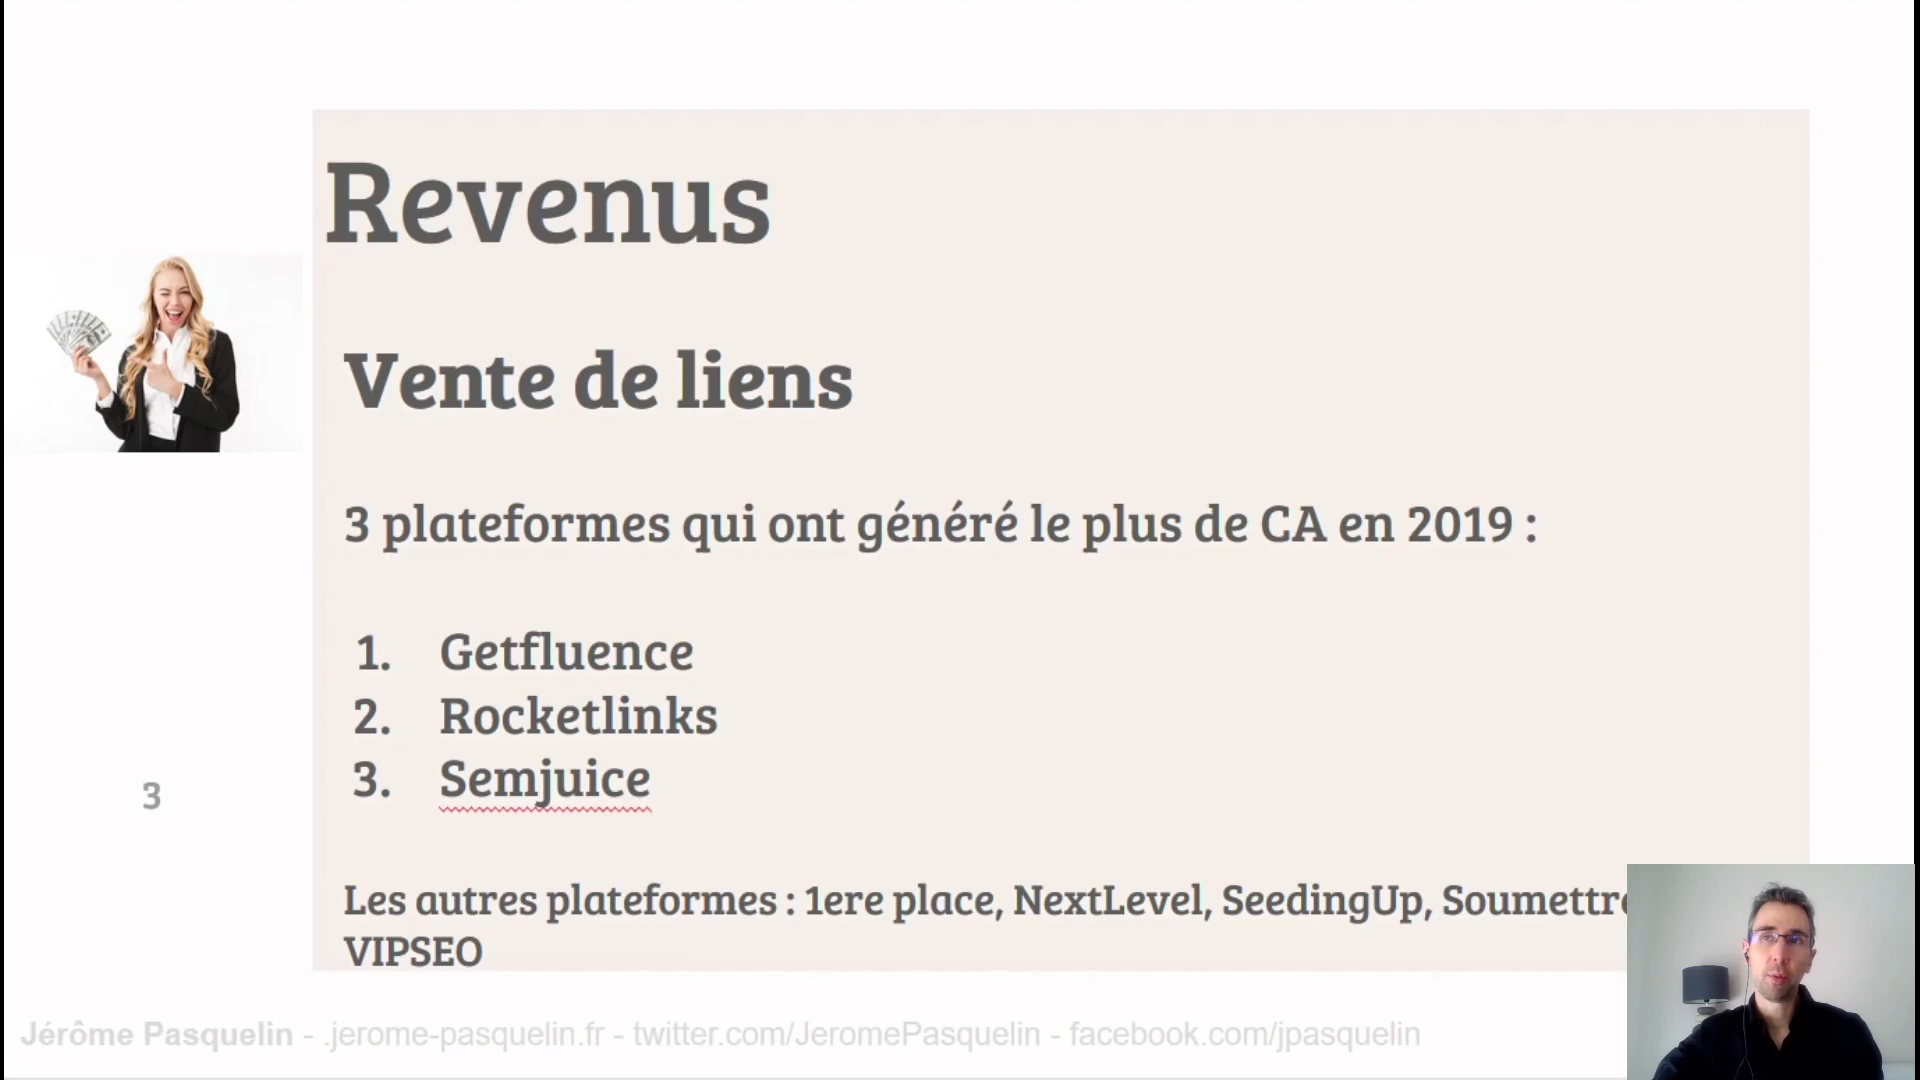 Revenus
Vente de liens
3 plateformes qui ont généré le plus de CA en 2019 :
1. Getfluence
2. Rocketlinks
3. Semjuice
3
Les autres plateformes : 1ere place, NextLevel, SeedingUp,
VIPSEO
Jérôme Pasquelin - .jerome-pasquelin.fr - twitter.com/JeromePasquelin - facebook.com/jpasquelin